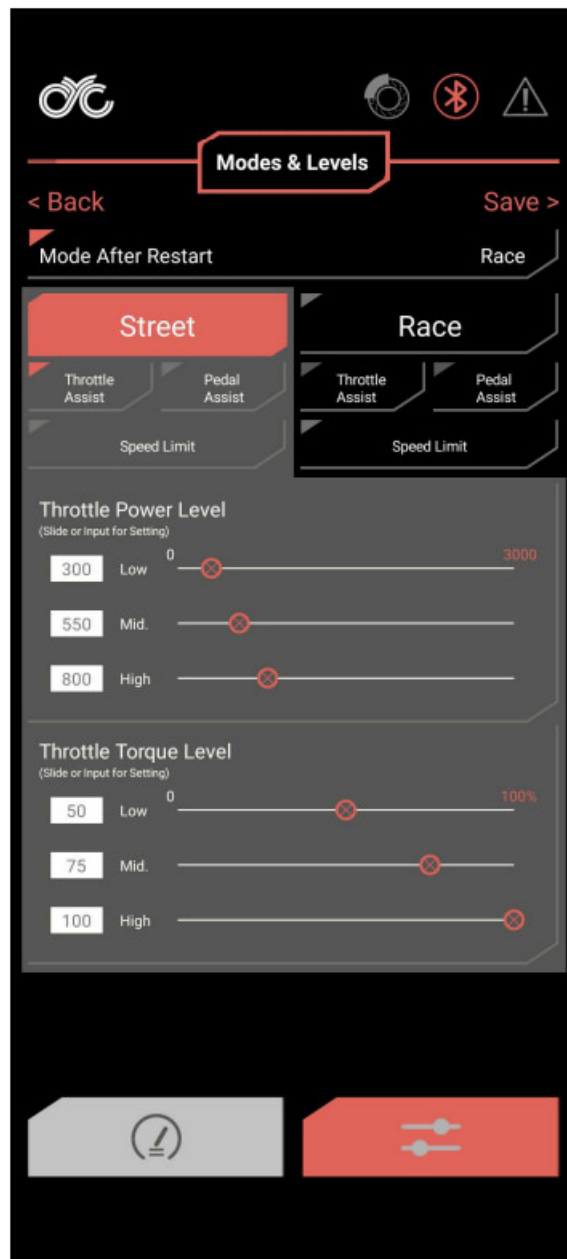 Modes & Levels
< Back
Save >
Mode After Restart
Race
Street
Race
Throttle
Assist
Pedal
Assist
Throttle
Assist
Pedal
Assist
Speed Limit
Speed Limit
Throttle Power Level
(Slide or Input for Setting)
0
3000
300 Low
550 Mid.
800 High
Throttle Torque Level
(Slide or Input for Setting)
0
100%
50 Low
75 Mid.
100 High